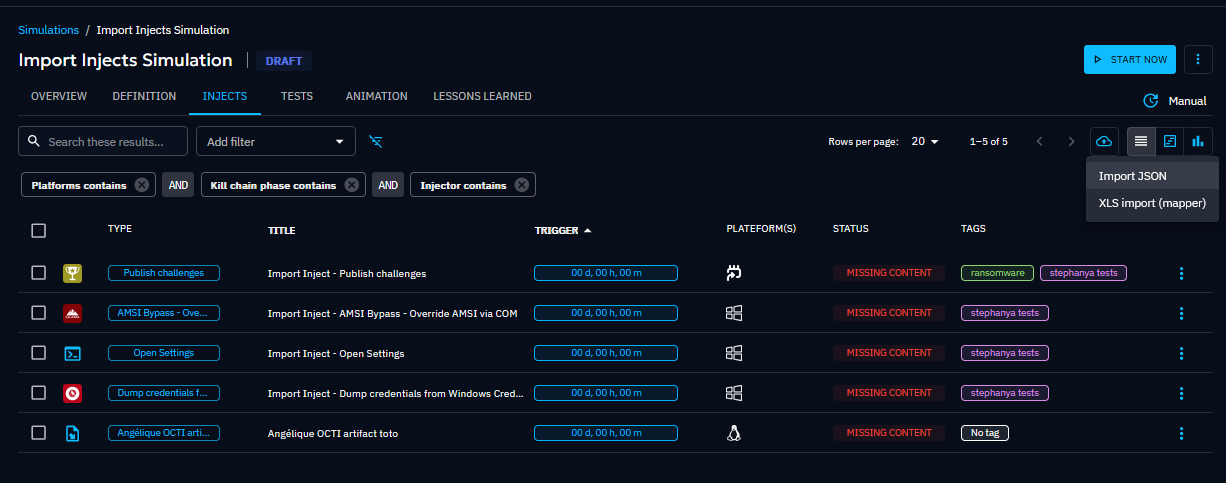 Simulations / Import Injects Simulation
Import Injects Simulation DRAFT START NOW
OVERVIEW DEFINITION INJECTS TESTS ANIMATION LESSONS LEARNED
Manual
Search these results... Add filter Rows per page: 20 1–5 of 5
Import JSON
XLS import (mapper)
Platforms contains AND Kill chain phase contains AND Injector contains
TYPE TITLE TRIGGER PLATEFORM(S) STATUS TAGS
Publish challenges Import Inject - Publish challenges 00 d, 00 h, 00 m MISSING CONTENT ransomware stephanya tests
AMSI Bypass - Ove... Import Inject - AMSI Bypass - Override AMSI via COM 00 d, 00 h, 00 m MISSING CONTENT stephanya tests
Open Settings Import Inject - Open Settings 00 d, 00 h, 00 m MISSING CONTENT stephanya tests
Dump credentials f... Import Inject - Dump credentials from Windows Cred... 00 d, 00 h, 00 m MISSING CONTENT stephanya tests
Angélique OCTI arti... Angélique OCTI artifact toto 00 d, 00 h, 00 m MISSING CONTENT No tag